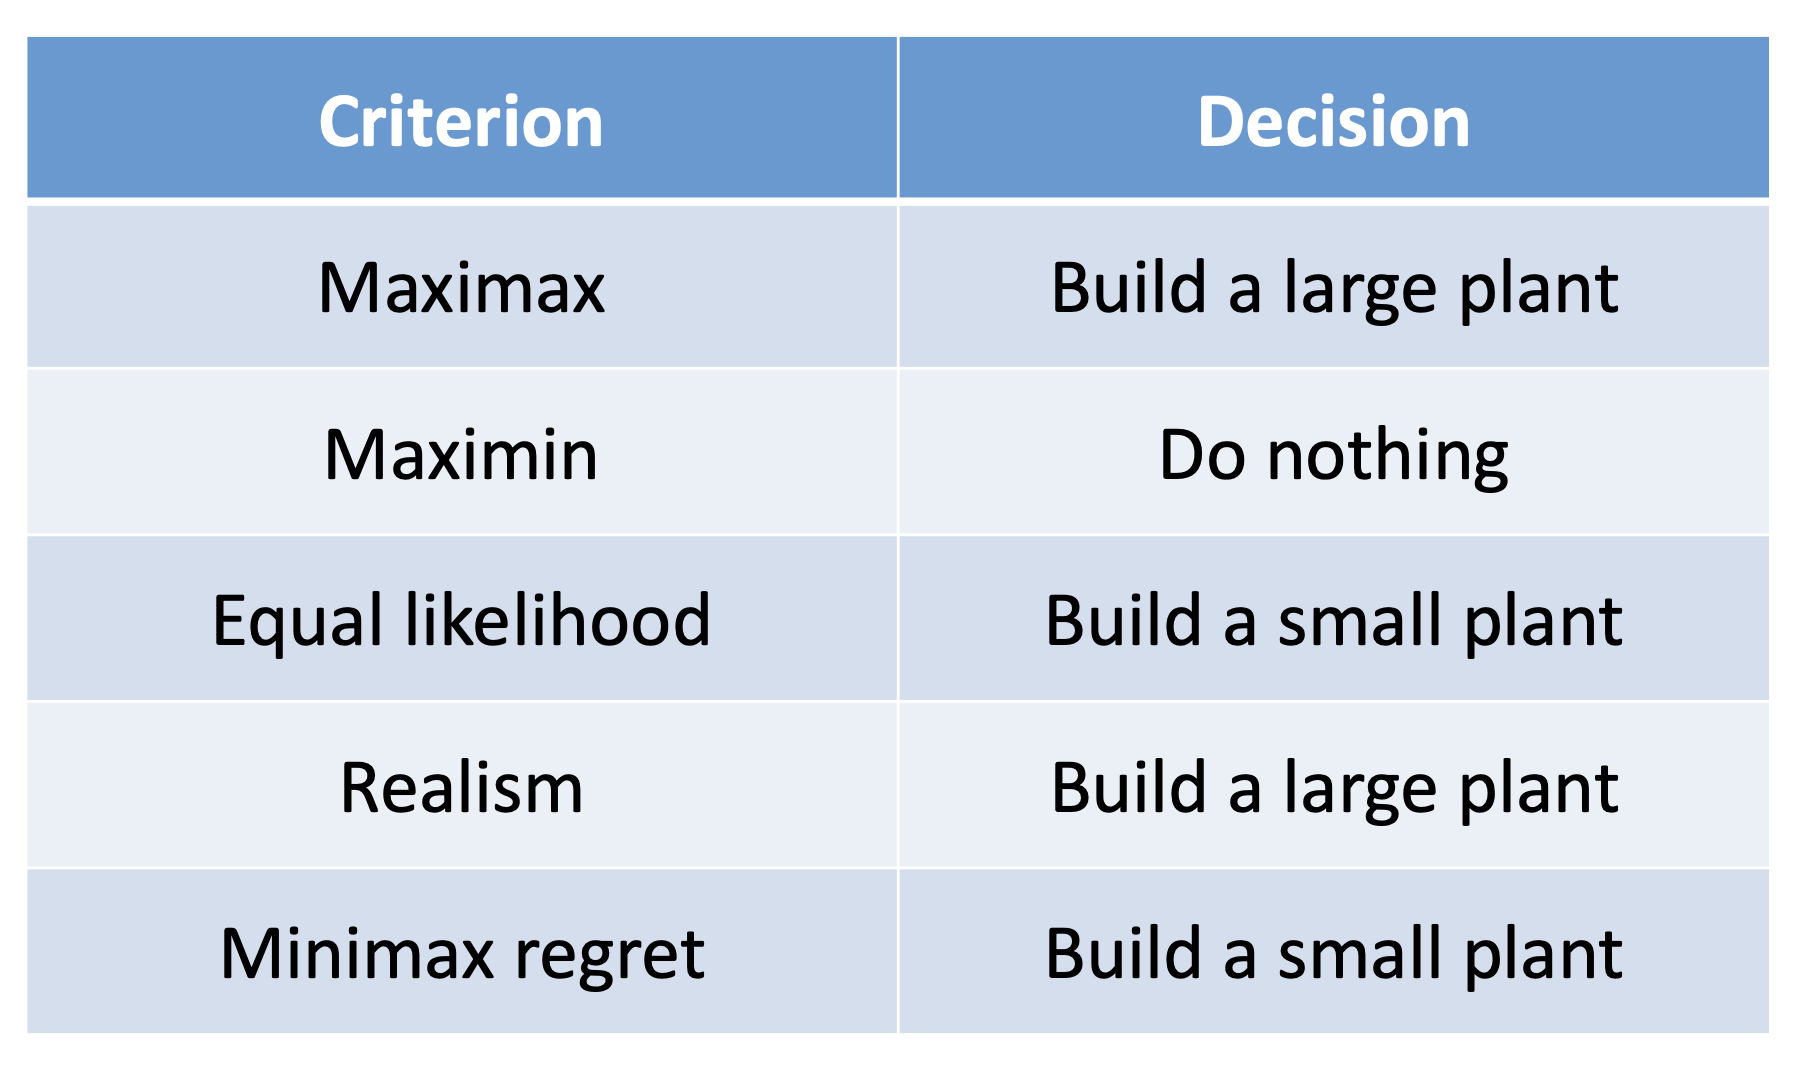 Criterion Decision
Maximax Build a large plant
Maximin Do nothing
Equal likelihood Build a small plant
Realism Build a large plant
Minimax regret Build a small plant